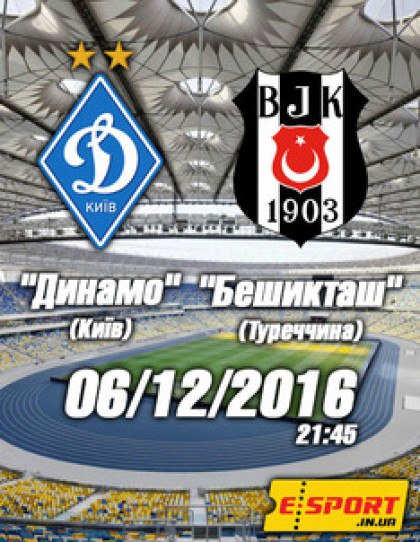 BJK
КИЇВ
1903
"Динамо" "Бешикташ"
(Київ) (Туреччина)
06/12/2016
21:45
E-SPORT
.IN.UA